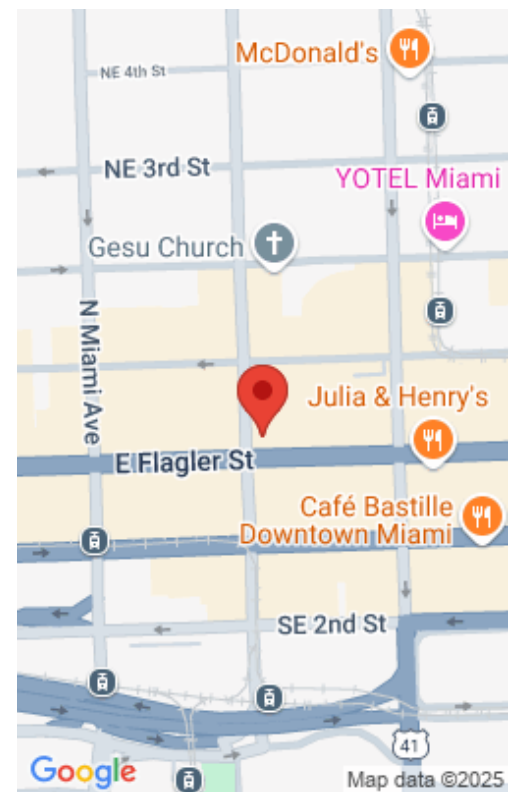 McDonald's
NE 4th St
NE 3rd St
YOTEL Miami
Gesu Church
N Miami Ave
Julia & Henry's
E Flagler St
Café Bastille
Downtown Miami
SE 2nd St
41
Google
Map data ©2025